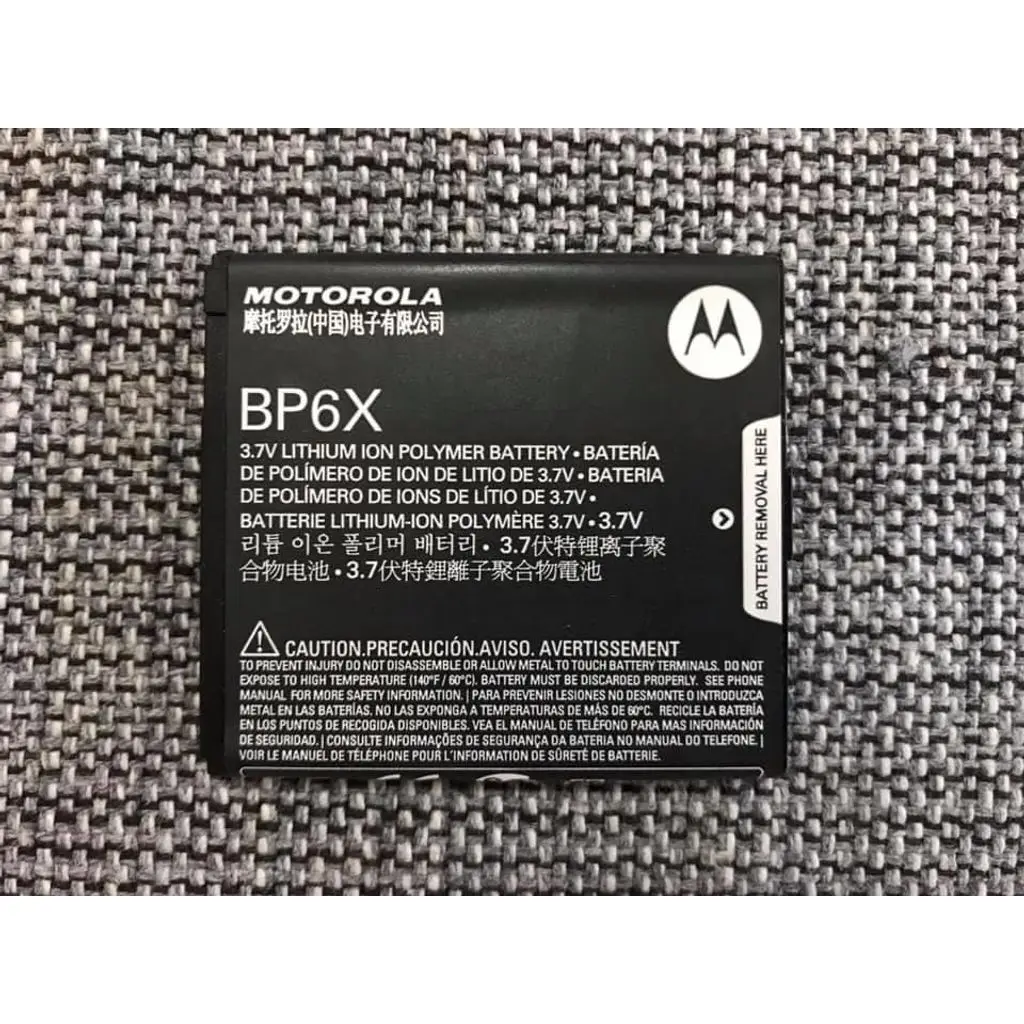 MOTOROLA
摩托罗拉(中国)电子有限公司
BP6X
3.7V LITHIUM ION POLYMER BATTERY • BATERÍA
DE POLÍMERO DE ION DE LITIO DE 3.7V • BATERIA
DE POLÍMERO DE IONS DE LÍTIO DE 3.7V •
BATTERIE LITHIUM-ION POLYMÈRE 3.7V • 3.7V
리튬 이온 폴리머 배터리 • 3.7伏特锂离子聚
合物电池 • 3.7伏特鋰離子聚合物電池
BATTERY REMOVAL HERE
CAUTION.PRECAUCIÓN.AVISO. AVERTISSEMENT
TO PREVENT INJURY DO NOT DISASSEMBLE OR ALLOW METAL TO TOUCH BATTERY TERMINALS. DO NOT
EXPOSE TO HIGH TEMPERATURE (140°F / 60°C). BATTERY MUST BE DISCARDED PROPERLY. SEE PHONE
MANUAL FOR MORE SAFETY INFORMATION. | PARA PREVENIR LESIONES NO DESMONTE O INTRODUZCA
METAL EN LAS BATERÍAS. NO LAS EXPONGA A TEMPERATURAS DE MÁS DE 60°C. RECICLE LA BATERÍA
EN LOS PUNTOS DE RECOGIDA DISPONIBLES. VEA EL MANUAL DE TELÉFONO PARA MAS INFORMACIÓN
DE SEGURIDAD. | CONSULTE INFORMAÇÕES DE SEGURANÇA DA BATERIA NO MANUAL DO TELEFONE. |
VOIR LE MANUEL DE TÉLÉPHONE POUR L'INFORMATION DE SÛRETÉ DE BATTERIE.